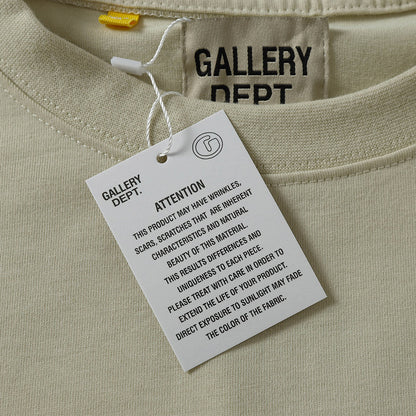 GALLERY
DEPT.
G
GALLERY
DEPT.
ATTENTION
THIS PRODUCT MAY HAVE WRINKLES,
SCARS, SCRATCHES THAT ARE INHERENT
CHARACTERISTICS AND NATURAL
BEAUTY OF THIS MATERIAL.
THIS RESULTS DIFFERENCES AND
UNIQUENESS TO EACH PIECE.
PLEASE TREAT WITH CARE IN ORDER TO
EXTEND THE LIFE OF YOUR PRODUCT.
DIRECT EXPOSURE TO SUNLIGHT MAY FADE
THE COLOR OF THE FABRIC.